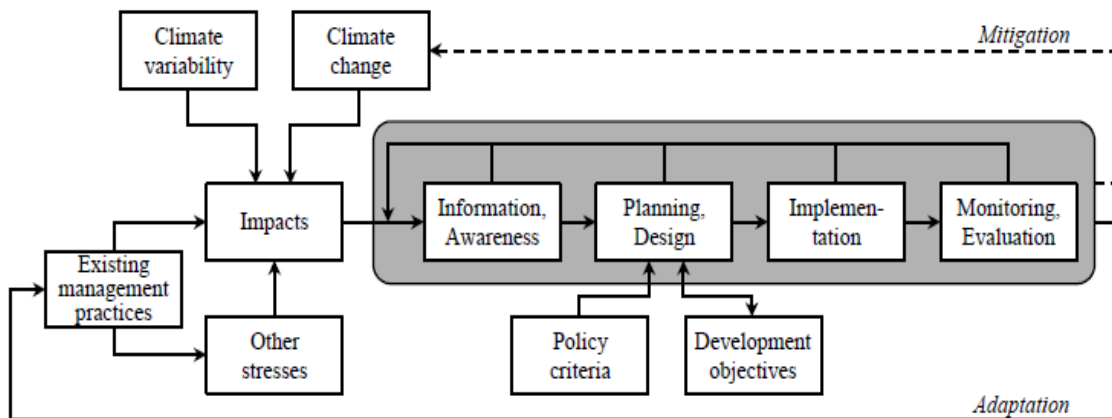 Climate
variability
Climate
change
Mitigation
Impacts
Information,
Awareness
Planning,
Design
Implemen-
tation
Monitoring,
Evaluation
Existing
management
practices
Other
stresses
Policy
criteria
Development
objectives
Adaptation